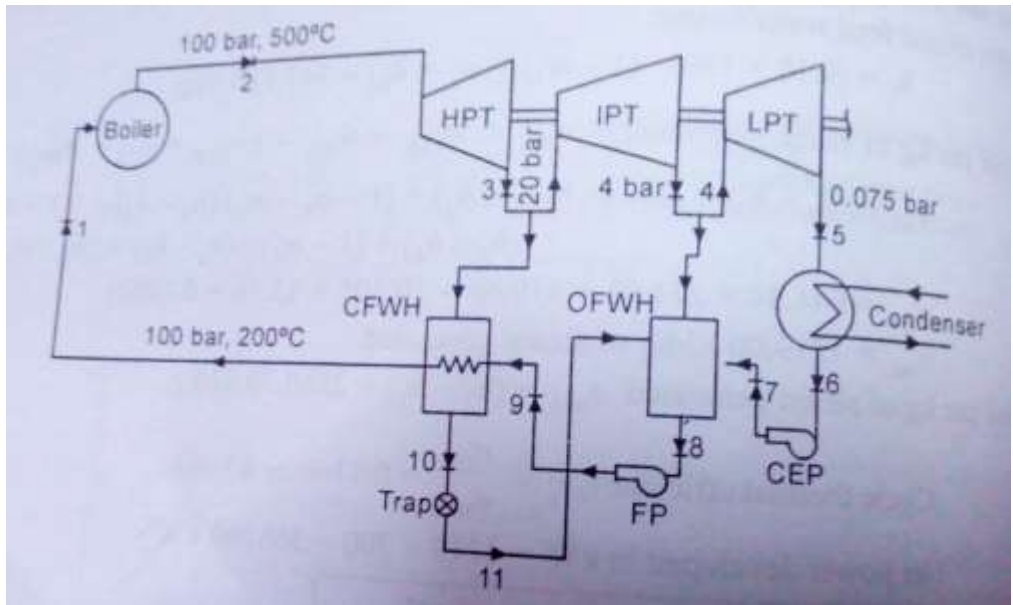 100 bar, 500ºC
2
Boiler
HPT
IPT
LPT
20 bar
3
4 bar
4
0.075 bar
5
1
CFWH
OFWH
Condenser
100 bar, 200ºC
9
7
6
10
8
CEP
Trap
FP
11